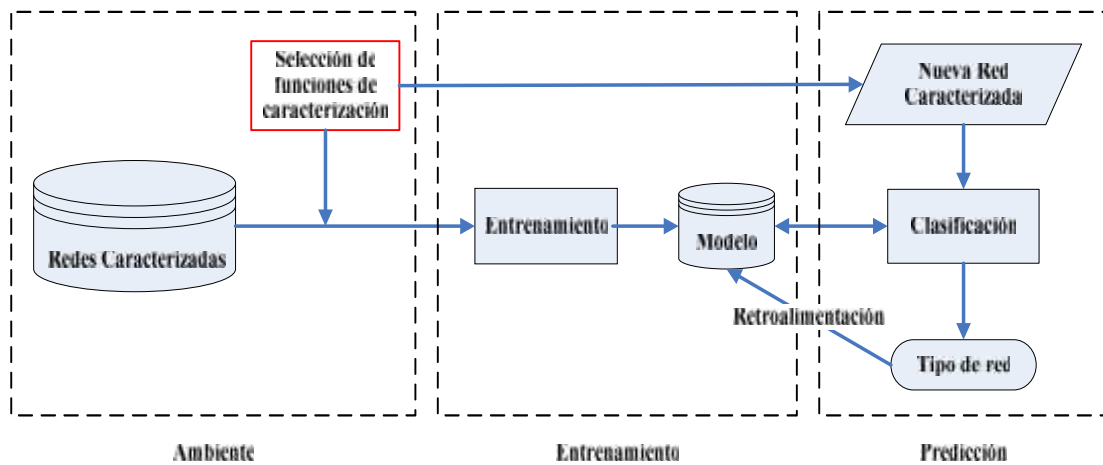 Selección de
funciones de
caracterización
Nueva Red
Caracterizada
Redes Caracterizadas
Entrenamiento
Modelo
Clasificación
Retroalimentación
Tipo de red
Ambiente
Entrenamiento
Predicción